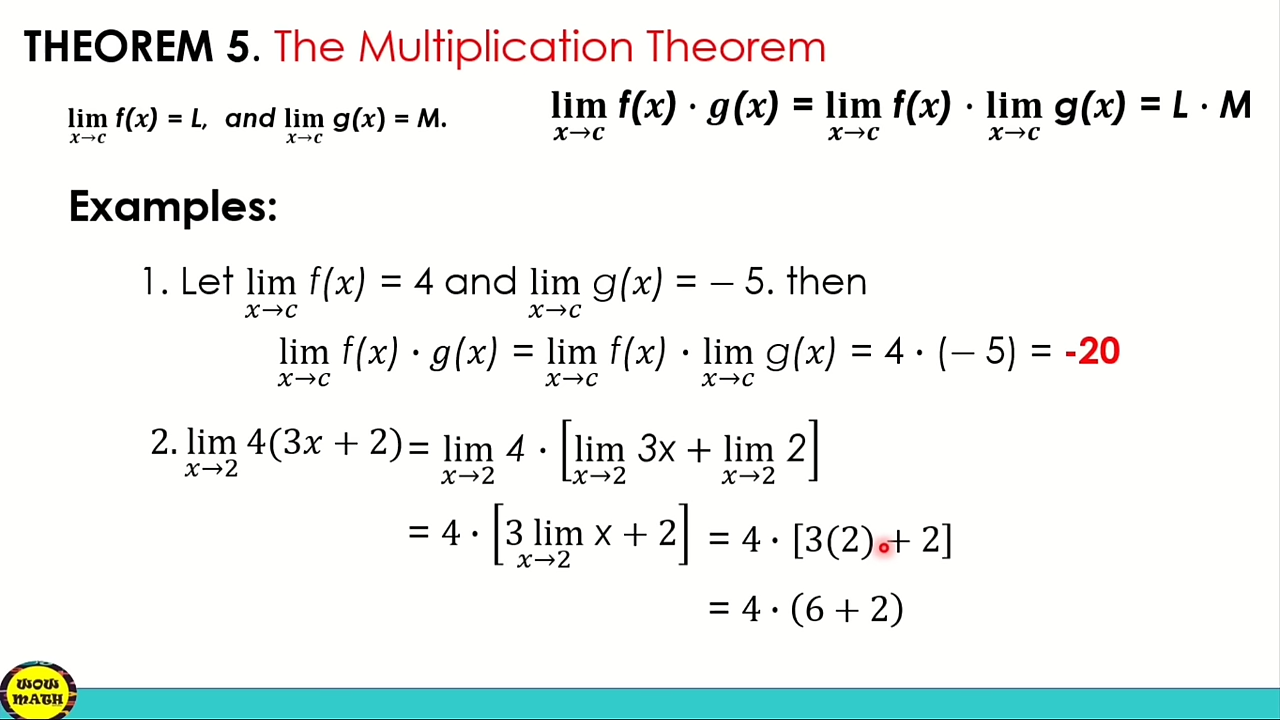 THEOREM 5. The Multiplication Theorem
lim x→c f(x) = L, and lim x→c g(x) = M.
lim x→c f(x) · g(x) = lim x→c f(x) · lim x→c g(x) = L · M
Examples:
1. Let lim x→c f(x) = 4 and lim x→c g(x) = – 5. then
lim x→c f(x) · g(x) = lim x→c f(x) · lim x→c g(x) = 4 · (– 5) = -20
2. lim x→2 4(3x + 2) = lim x→2 4 · [lim x→2 3x + lim x→2 2]
= 4 · [3 lim x→2 x + 2] = 4 · [3(2) + 2]
= 4 · (6 + 2)
WOW
MATH